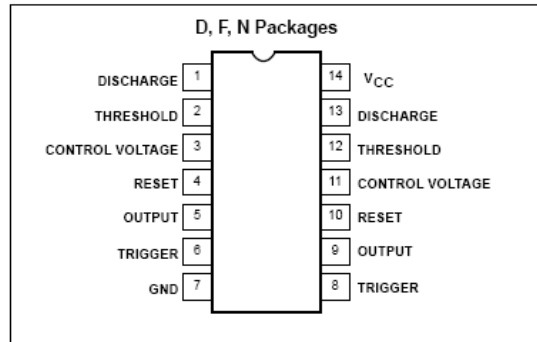 D, F, N Packages
DISCHARGE 1 14 VCC
THRESHOLD 2 13 DISCHARGE
CONTROL VOLTAGE 3 12 THRESHOLD
RESET 4 11 CONTROL VOLTAGE
OUTPUT 5 10 RESET
TRIGGER 6 9 OUTPUT
GND 7 8 TRIGGER